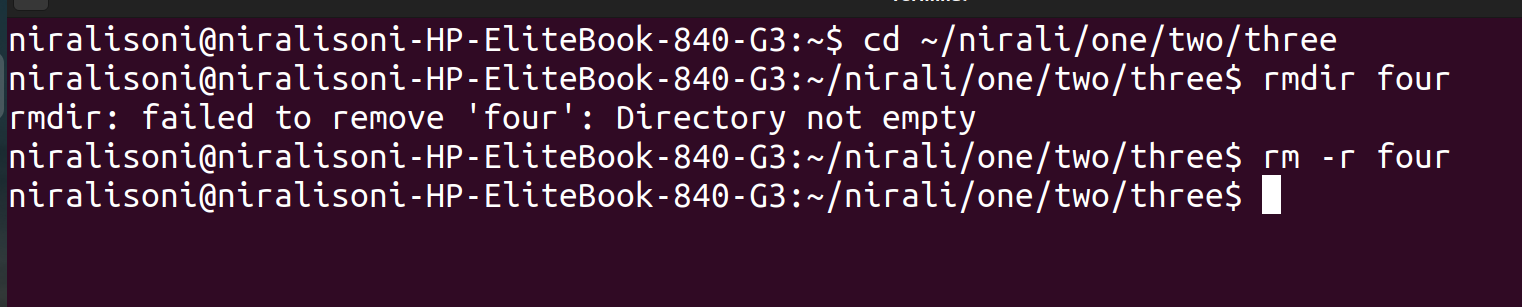 niralisoni@niralisoni-HP-EliteBook-840-G3:~$ cd ~/nirali/one/two/three
niralisoni@niralisoni-HP-EliteBook-840-G3:~/nirali/one/two/three$ rmdir four
rmdir: failed to remove 'four': Directory not empty
niralisoni@niralisoni-HP-EliteBook-840-G3:~/nirali/one/two/three$ rm -r four
niralisoni@niralisoni-HP-EliteBook-840-G3:~/nirali/one/two/three$